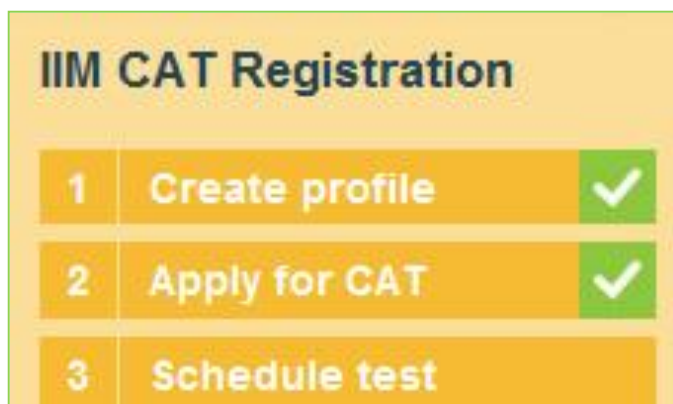 IIM CAT Registration
1 Create profile
2 Apply for CAT
3 Schedule test